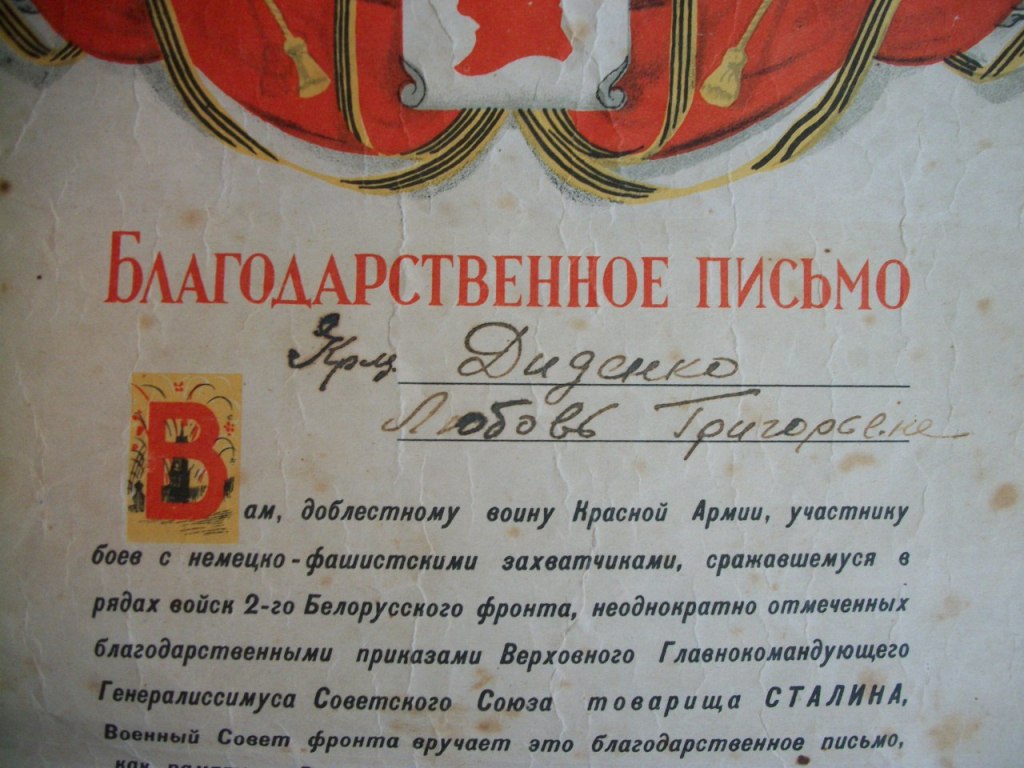 БЛАГОДАРСТВЕННОЕ ПИСЬМО
Диденко
Любовь Григорьевне
Вам, доблестному воину Красной Армии, участнику
боев с немецко-фашистскими захватчиками, сражавшемуся в
рядах войск 2-го Белорусского фронта, неоднократно отмеченных
благодарственными приказами Верховного Главнокомандующего
Генералиссимуса Советского Союза товарища СТАЛИНА,
Военный Совет фронта вручает это благодарственное письмо,
как